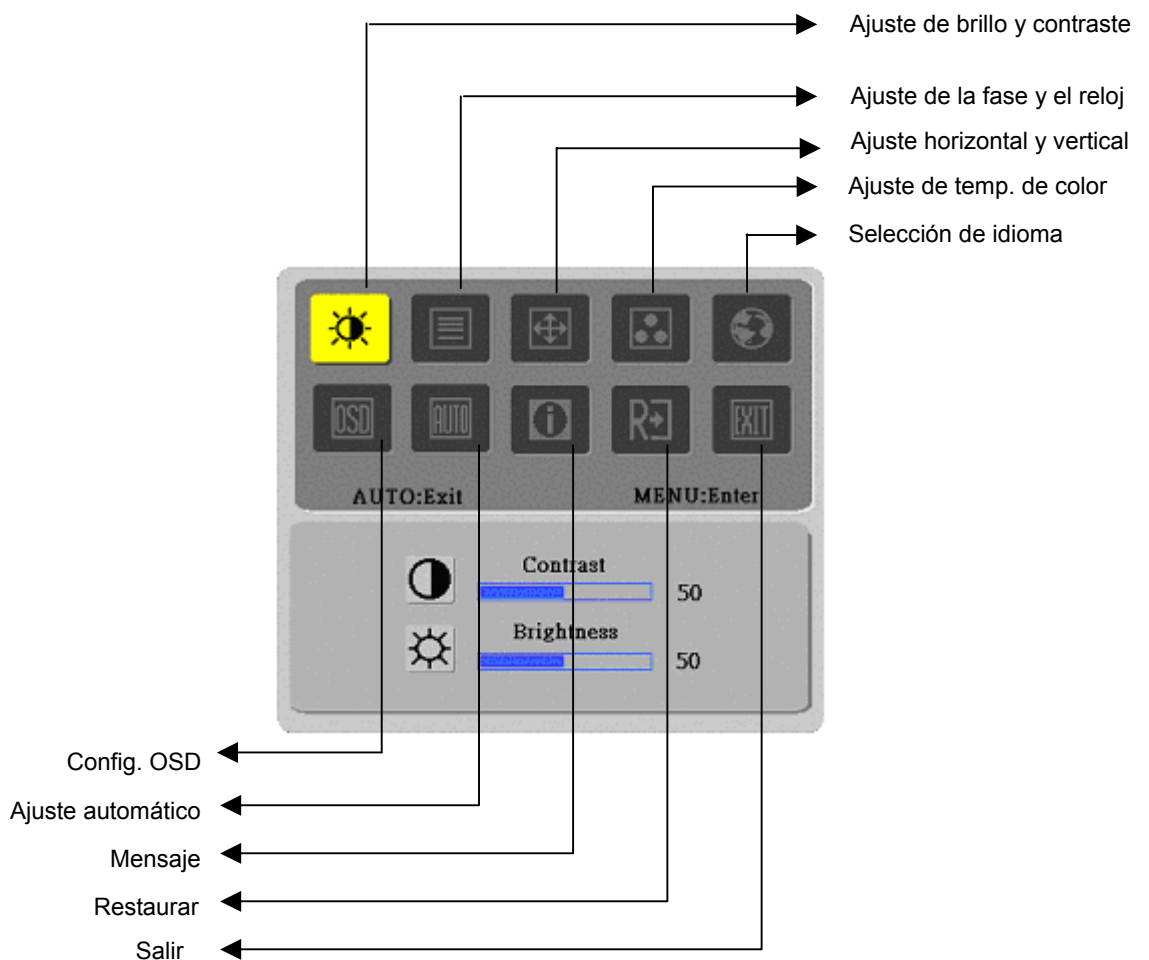 Ajuste de brillo y contraste
Ajuste de la fase y el reloj
Ajuste horizontal y vertical
Ajuste de temp. de color
Selección de idioma
OSD AUTO i R EXIT
AUTO:Exit MENU:Enter
Contrast
50
Brightness
50
Config. OSD
Ajuste automático
Mensaje
Restaurar
Salir